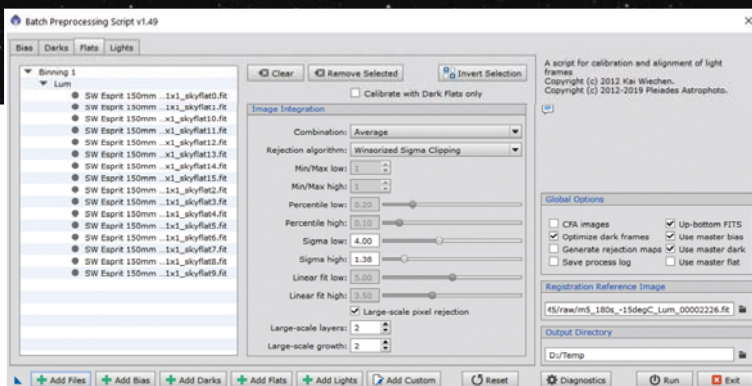 Batch Preprocessing Script v1.49
Bias Darks Flats Lights
Binning 1
Lum
SW Esprit 150mm ...1x1_skyflat0.fit
SW Esprit 150mm ...1x1_skyflat1.fit
SW Esprit 150mm ...x1_skyflat10.fit
SW Esprit 150mm ...x1_skyflat11.fit
SW Esprit 150mm ...x1_skyflat12.fit
SW Esprit 150mm ...x1_skyflat13.fit
SW Esprit 150mm ...x1_skyflat14.fit
SW Esprit 150mm ...x1_skyflat15.fit
SW Esprit 150mm ...1x1_skyflat2.fit
SW Esprit 150mm ...1x1_skyflat3.fit
SW Esprit 150mm ...1x1_skyflat4.fit
SW Esprit 150mm ...1x1_skyflat5.fit
SW Esprit 150mm ...1x1_skyflat6.fit
SW Esprit 150mm ...1x1_skyflat7.fit
SW Esprit 150mm ...1x1_skyflat8.fit
SW Esprit 150mm ...1x1_skyflat9.fit
Clear Remove Selected Invert Selection
Calibrate with Dark Flats only
Image Integration
Combination: Average
Rejection algorithm: Winsorized Sigma Clipping
Min/Max low: 1
Min/Max high: 1
Percentile low: 0.20
Percentile high: 0.10
Sigma low: 4.00
Sigma high: 1.38
Linear fit low: 5.00
Linear fit high: 3.50
Large-scale pixel rejection
Large-scale layers: 2
Large-scale growth: 2
A script for calibration and alignment of light
frames
Copyright (c) 2012 Kai Wiechen.
Copyright (c) 2012-2019 Pleiades Astrophoto.
Global Options
CFA images Up-bottom FITS
Optimize dark frames Use master bias
Generate rejection maps Use master dark
Save process log Use master flat
Registration Reference Image
45/raw/m5_180s_-15degC_Lum_00002226.fit
Output Directory
D:/Temp
Add Files Add Bias Add Darks Add Flats Add Lights Add Custom Reset Diagnostics Run Exit